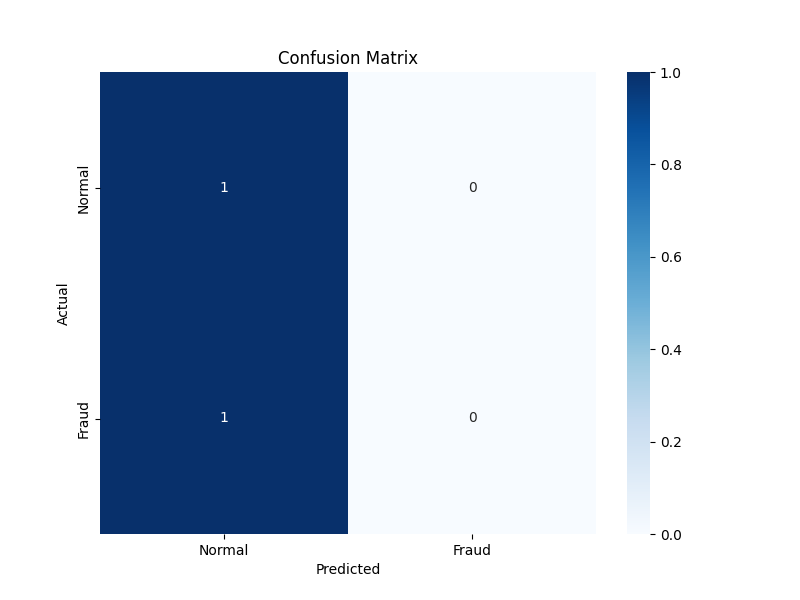 Confusion Matrix
Actual
Normal
1
0
Fraud
1
0
Normal
Fraud
Predicted
1.0
0.8
0.6
0.4
0.2
0.0